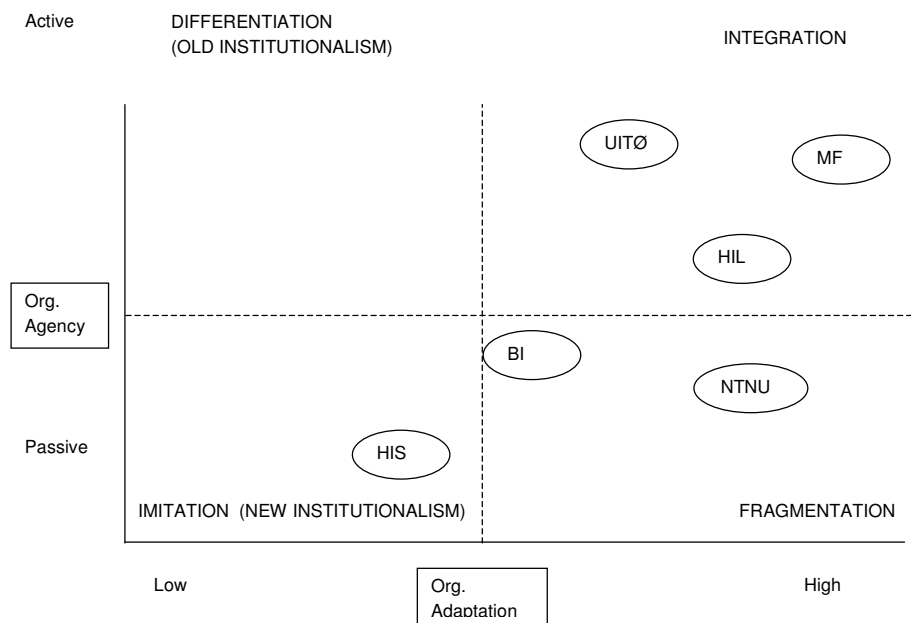 Active
DIFFERENTIATION
(OLD INSTITUTIONALISM)
INTEGRATION
UITØ
MF
HIL
Org.
Agency
BI
NTNU
Passive
HIS
IMITATION (NEW INSTITUTIONALISM)
FRAGMENTATION
Low
Org.
Adaptation
High